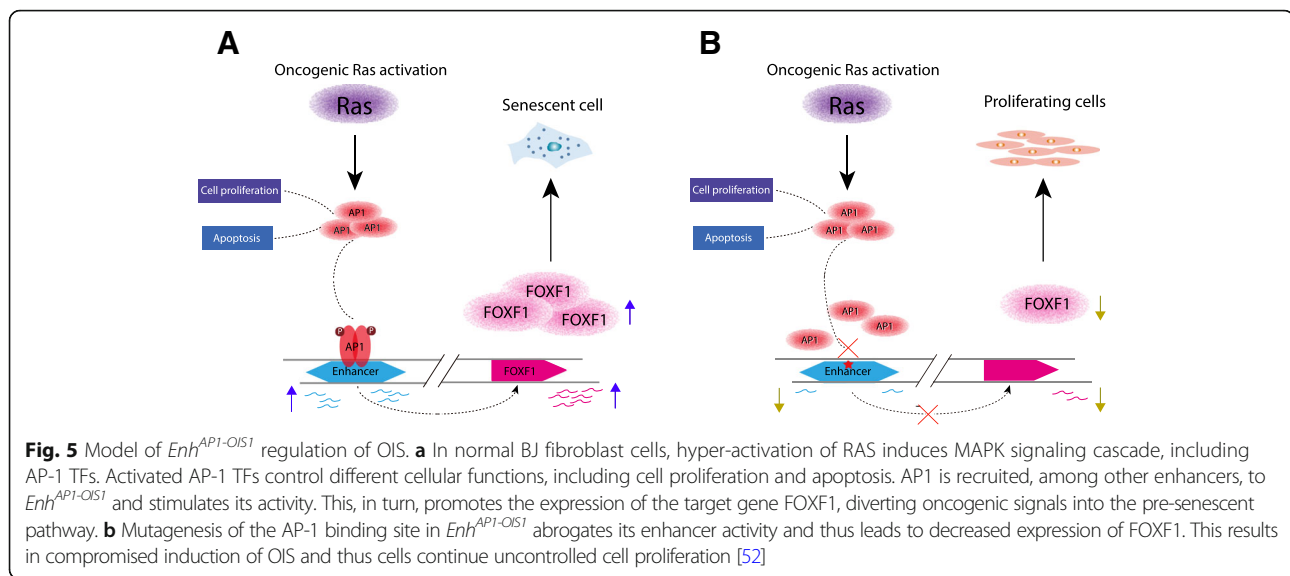 A
Oncogenic Ras activation
Ras
Senescent cell
Cell proliferation
Apoptosis
AP1
AP1 AP1
FOXF1
FOXF1 FOXF1
P P
AP1
Enhancer
FOXF1
B
Oncogenic Ras activation
Ras
Proliferating cells
Cell proliferation
Apoptosis
AP1
AP1 AP1
FOXF1
AP1
AP1 AP1
Enhancer
Fig. 5 Model of Enh^AP1-OIS1 regulation of OIS. a In normal BJ fibroblast cells, hyper-activation of RAS induces MAPK signaling cascade, including
AP-1 TFs. Activated AP-1 TFs control different cellular functions, including cell proliferation and apoptosis. AP1 is recruited, among other enhancers, to
Enh^AP1-OIS1 and stimulates its activity. This, in turn, promotes the expression of the target gene FOXF1, diverting oncogenic signals into the pre-senescent
pathway. b Mutagenesis of the AP-1 binding site in Enh^AP1-OIS1 abrogates its enhancer activity and thus leads to decreased expression of FOXF1. This results
in compromised induction of OIS and thus cells continue uncontrolled cell proliferation [52]